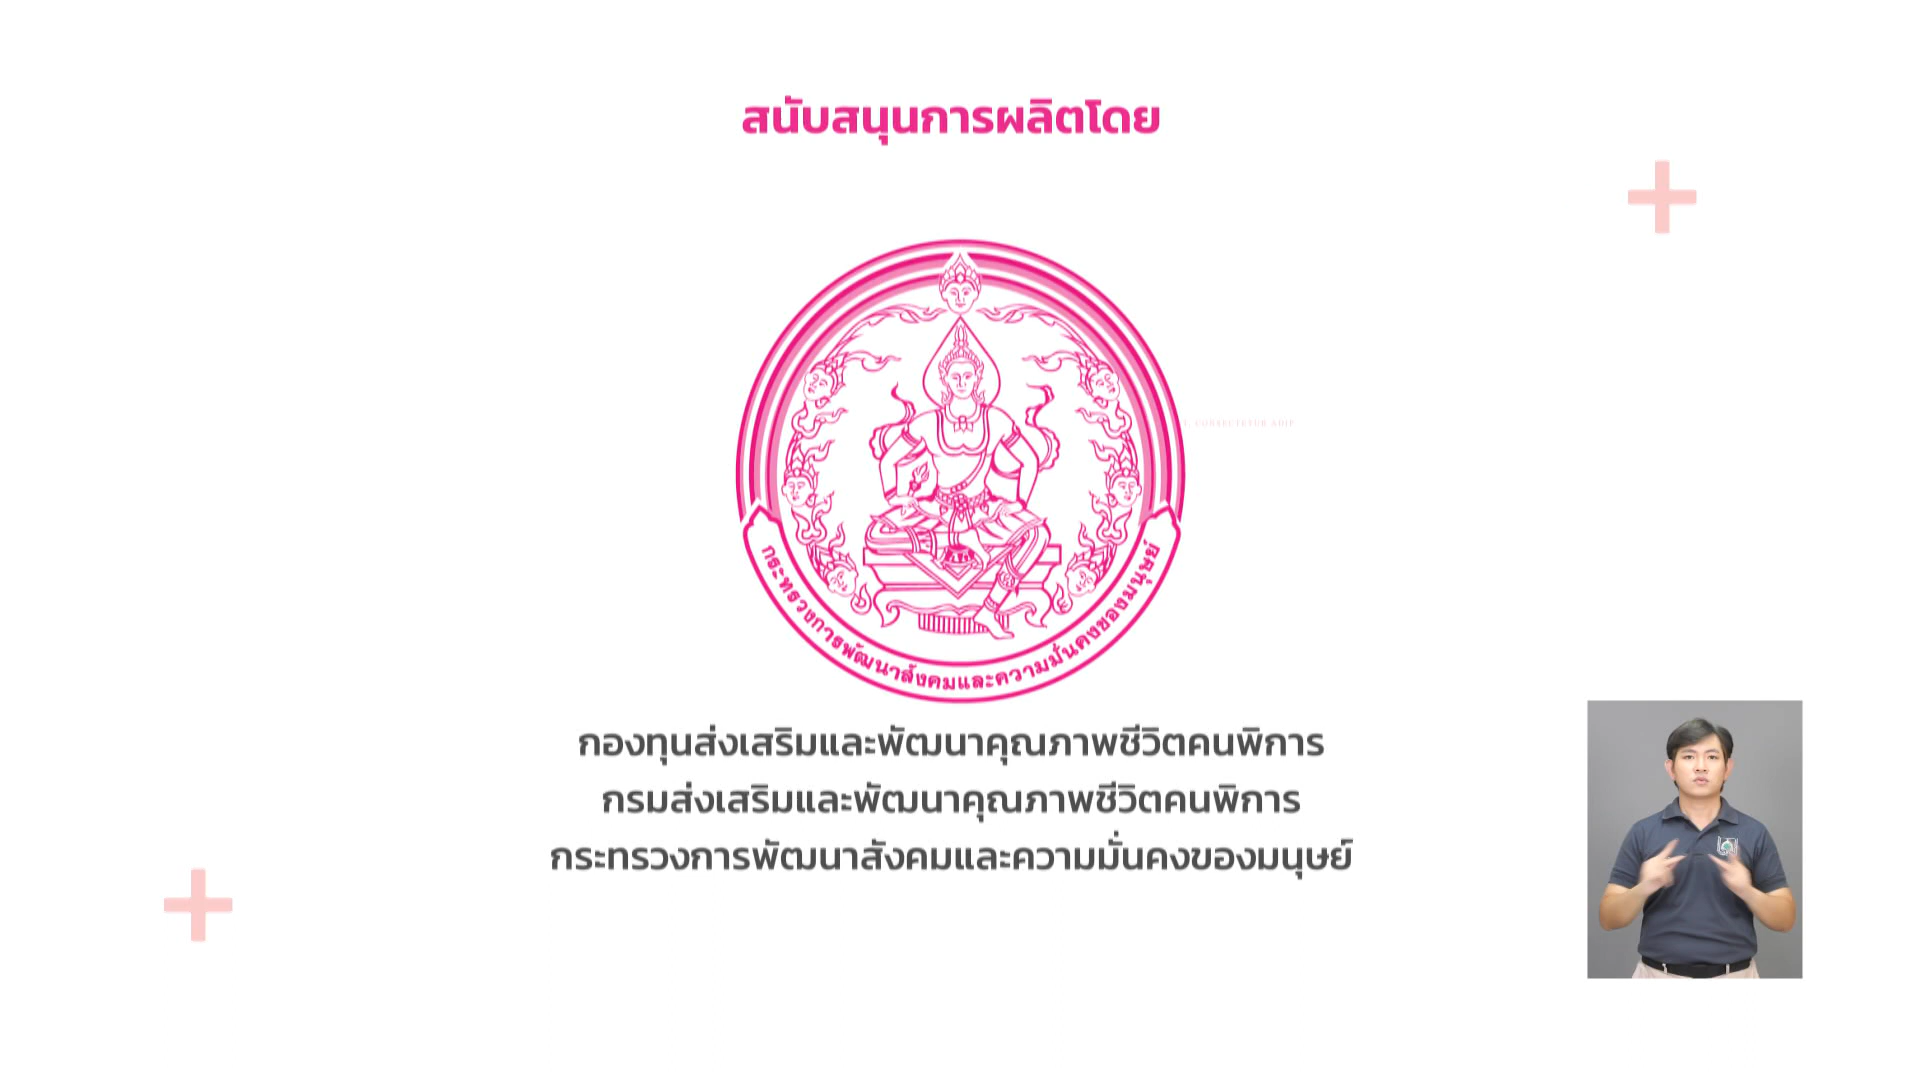 สนับสนุนการผลิตโดย
CONSECTETUR ADIP
กระทรวงการพัฒนาสังคมและความมั่นคงของมนุษย์
กองทุนส่งเสริมและพัฒนาคุณภาพชีวิตคนพิการ
กรมส่งเสริมและพัฒนาคุณภาพชีวิตคนพิการ
กระทรวงการพัฒนาสังคมและความมั่นคงของมนุษย์